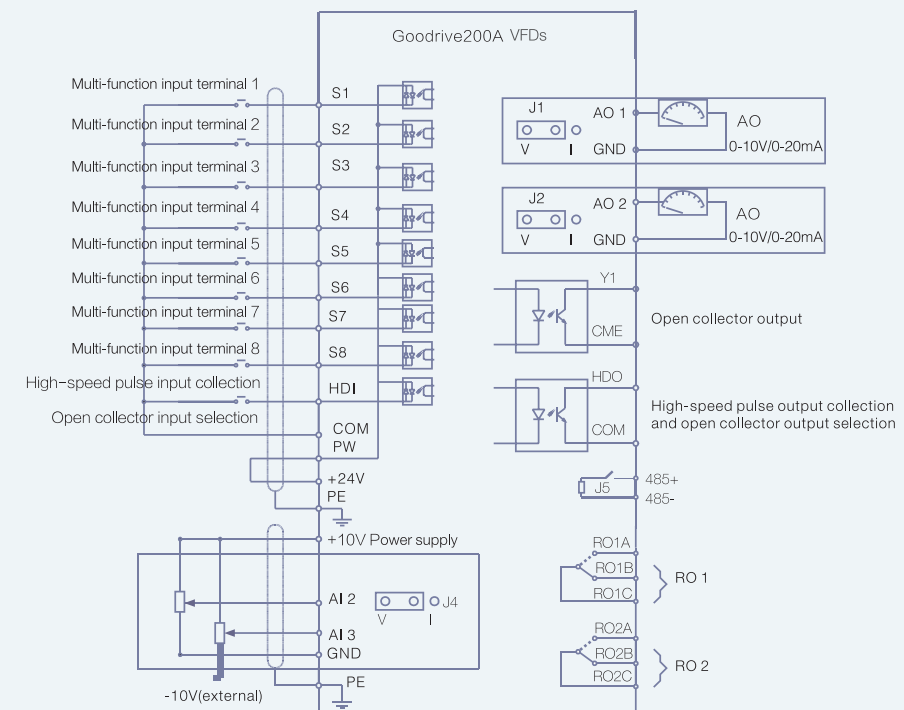 Goodrive200A VFDs
Multi-function input terminal 1
S1
Multi-function input terminal 2
S2
Multi-function input terminal 3
S3
Multi-function input terminal 4
S4
Multi-function input terminal 5
S5
Multi-function input terminal 6
S6
Multi-function input terminal 7
S7
Multi-function input terminal 8
S8
High-speed pulse input collection
HDI
Open collector input selection
COM
PW
+24V
PE
+10V Power supply
AI 2
J4
V I
AI 3
GND
PE
-10V(external)
J1
AO 1
AO
V I
GND
0-10V/0-20mA
J2
AO 2
AO
V I
GND
0-10V/0-20mA
Y1
CME
Open collector output
HDO
COM
High-speed pulse output collection
and open collector output selection
J5
485+
485-
RO1A
RO1B
RO1C
RO 1
RO2A
RO2B
RO2C
RO 2